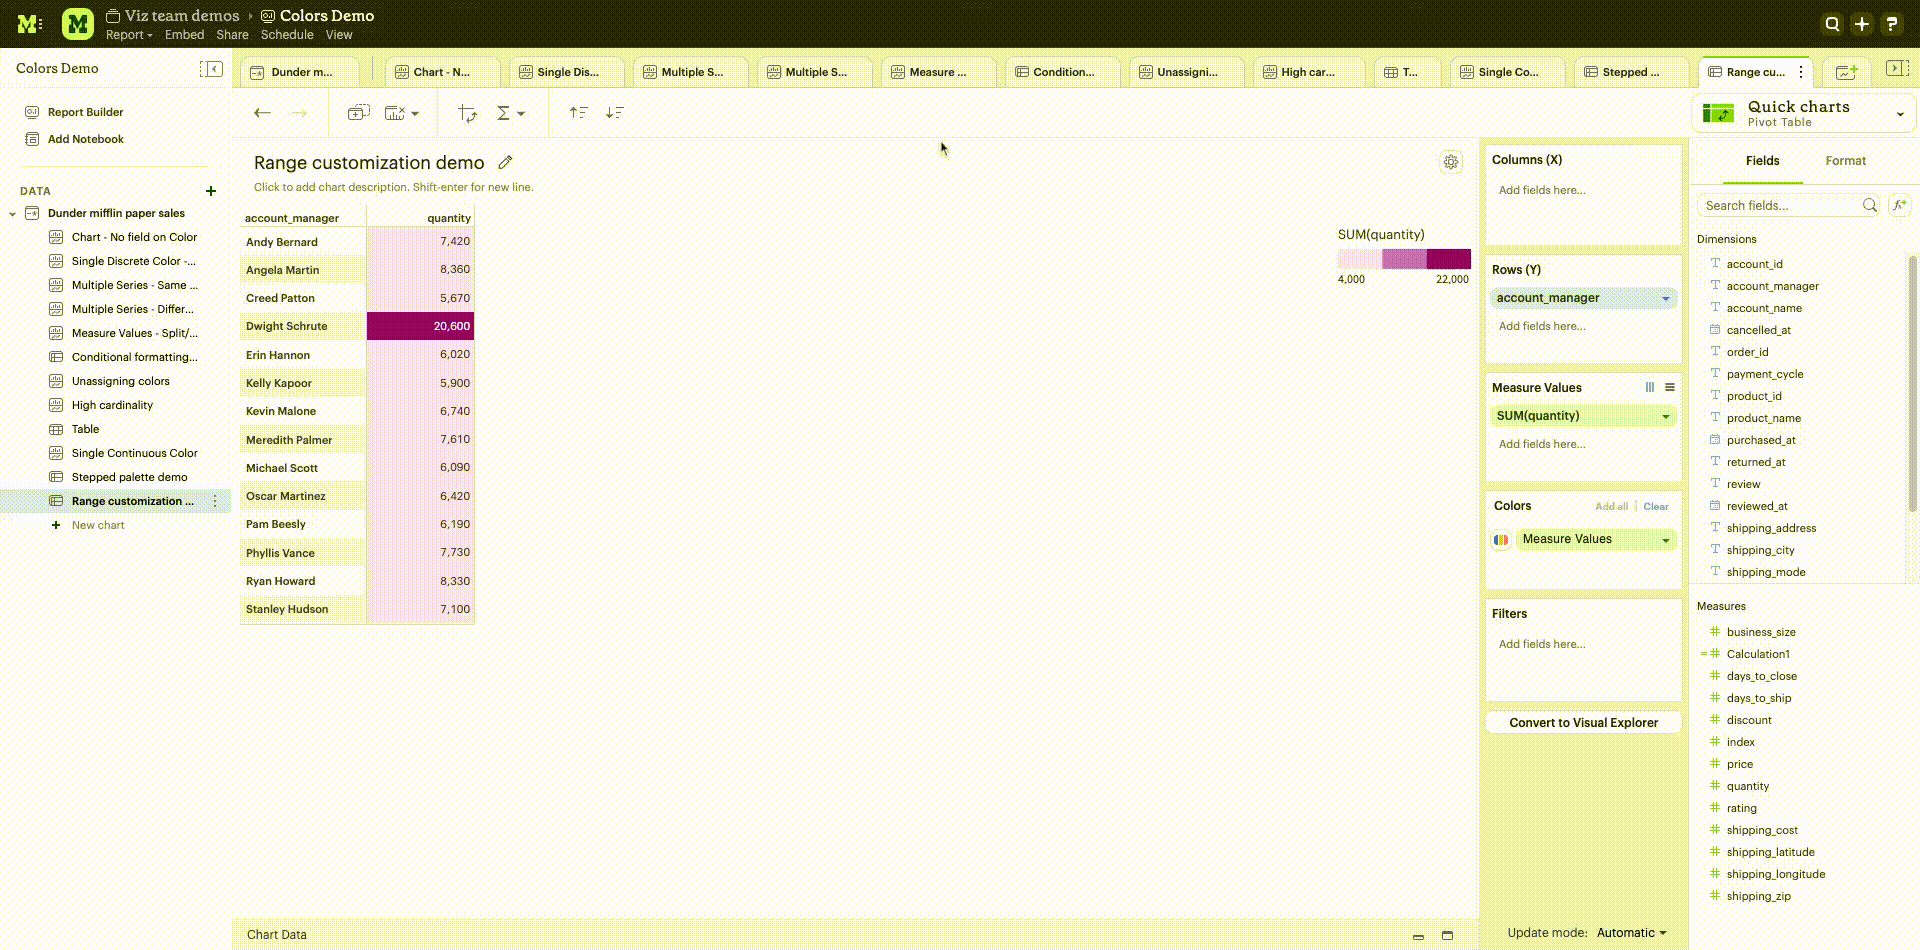 Viz team demos › Colors Demo
Report Embed Share Schedule View
Colors Demo
Report Builder
Add Notebook
DATA
Dunder mifflin paper sales
Chart - No field on Color
Single Discrete Color -...
Multiple Series - Same ...
Multiple Series - Differ...
Measure Values - Split/...
Conditional formatting...
Unassigning colors
High cardinality
Table
Single Continuous Color
Stepped palette demo
Range customization ...
New chart
Dunder m... Chart - N... Single Dis... Multiple S... Multiple S... Measure ... Condition... Unassigni... High car... T... Single Co... Stepped ... Range cu...
Range customization demo
Click to add chart description. Shift-enter for new line.
account_manager quantity
Andy Bernard 7,420
Angela Martin 8,360
Creed Patton 5,670
Dwight Schrute 20,600
Erin Hannon 6,020
Kelly Kapoor 5,900
Kevin Malone 6,740
Meredith Palmer 7,610
Michael Scott 6,090
Oscar Martinez 6,420
Pam Beesly 6,190
Phyllis Vance 7,730
Ryan Howard 8,330
Stanley Hudson 7,100
SUM(quantity)
4,000 22,000
Chart Data
Columns (X)
Add fields here...
Rows (Y)
account_manager
Add fields here...
Measure Values
SUM(quantity)
Add fields here...
Colors Add all Clear
Measure Values
Filters
Add fields here...
Convert to Visual Explorer
Update mode: Automatic
Quick charts
Pivot Table
Fields Format
Search fields...
Dimensions
account_id
account_manager
account_name
cancelled_at
order_id
payment_cycle
product_id
product_name
purchased_at
returned_at
review
reviewed_at
shipping_address
shipping_city
shipping_mode
Measures
business_size
Calculation1
days_to_close
days_to_ship
discount
index
price
quantity
rating
shipping_cost
shipping_latitude
shipping_longitude
shipping_zip